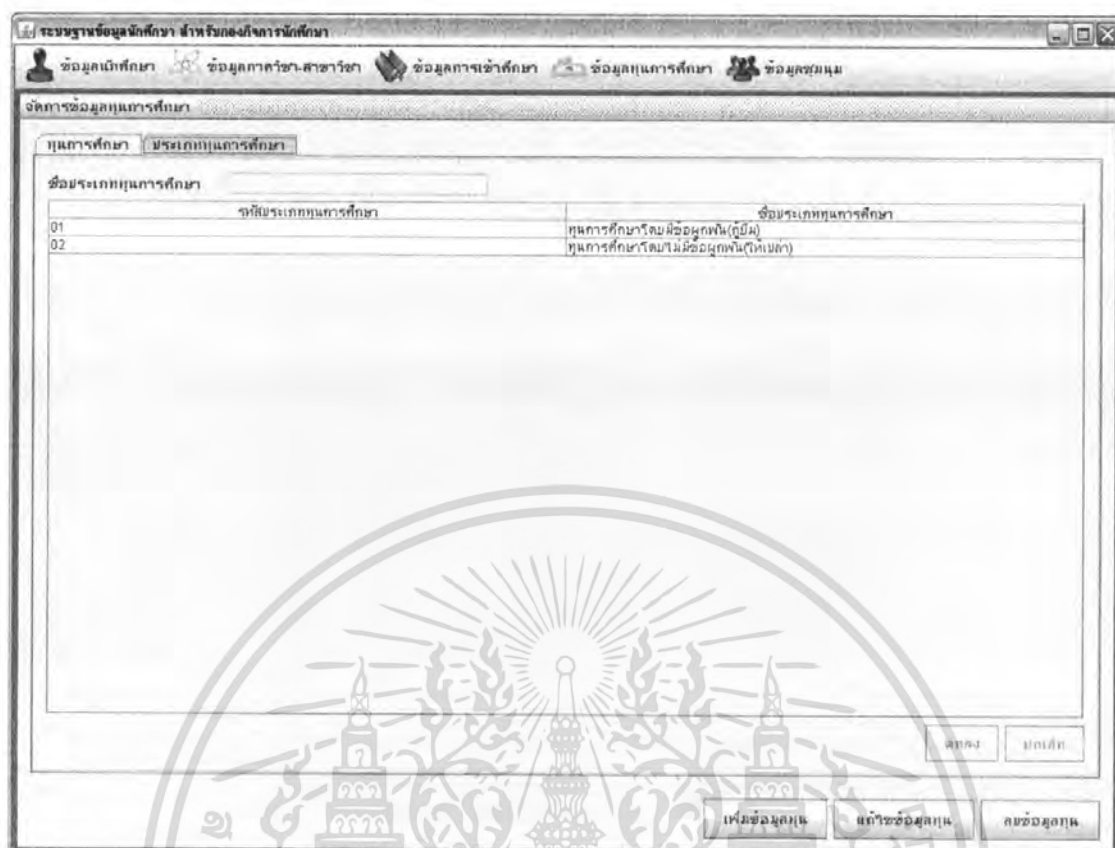 ระบบฐานข้อมูลนักศึกษา สำหรับกองกิจการนักศึกษา
ข้อมูลนักศึกษา ข้อมูลภาควิชา-สาขาวิชา ข้อมูลการเข้าศึกษา ข้อมูลทุนการศึกษา ข้อมูลชุมนุม
จัดการข้อมูลทุนการศึกษา
ทุนการศึกษา ประเภททุนการศึกษา
ชื่อประเภททุนการศึกษา
รหัสประเภททุนการศึกษา ชื่อประเภททุนการศึกษา
01 ทุนการศึกษาโดยมีข้อผูกพัน(กู้ยืม)
02 ทุนการศึกษาโดยไม่มีข้อผูกพัน(ให้เปล่า)
ตกลง ยกเลิก
เพิ่มข้อมูลทุน แก้ไขข้อมูลทุน ลบข้อมูลทุน